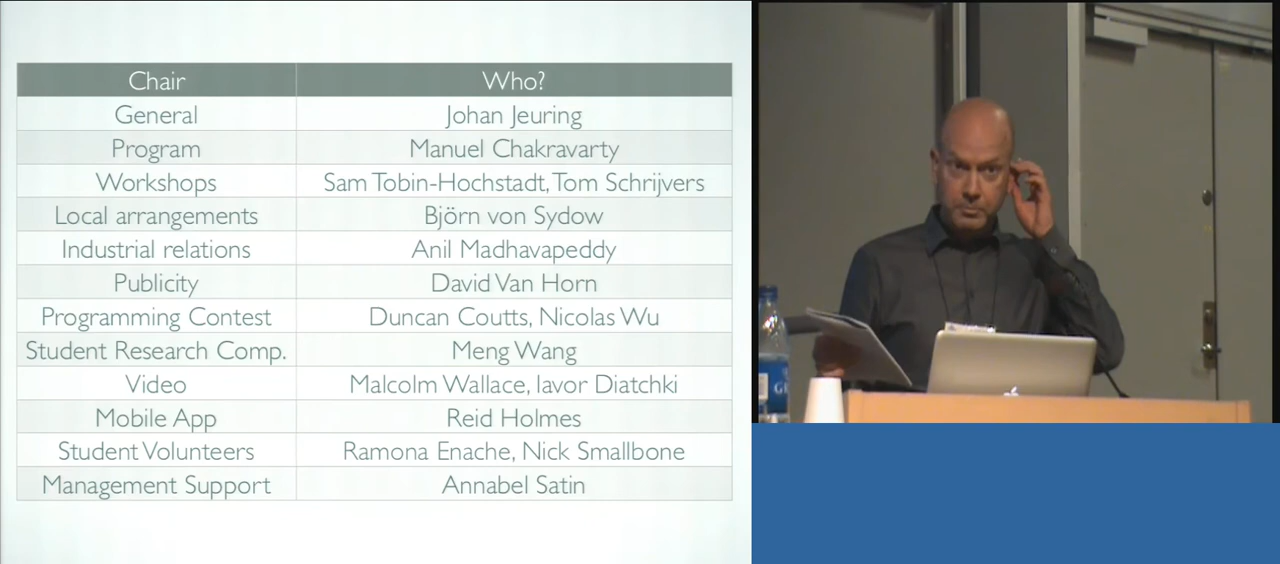 Chair Who?
General Johan Jeuring
Program Manuel Chakravarty
Workshops Sam Tobin-Hochstadt, Tom Schrijvers
Local arrangements Björn von Sydow
Industrial relations Anil Madhavapeddy
Publicity David Van Horn
Programming Contest Duncan Coutts, Nicolas Wu
Student Research Comp. Meng Wang
Video Malcolm Wallace, Iavor Diatchki
Mobile App Reid Holmes
Student Volunteers Ramona Enache, Nick Smallbone
Management Support Annabel Satin